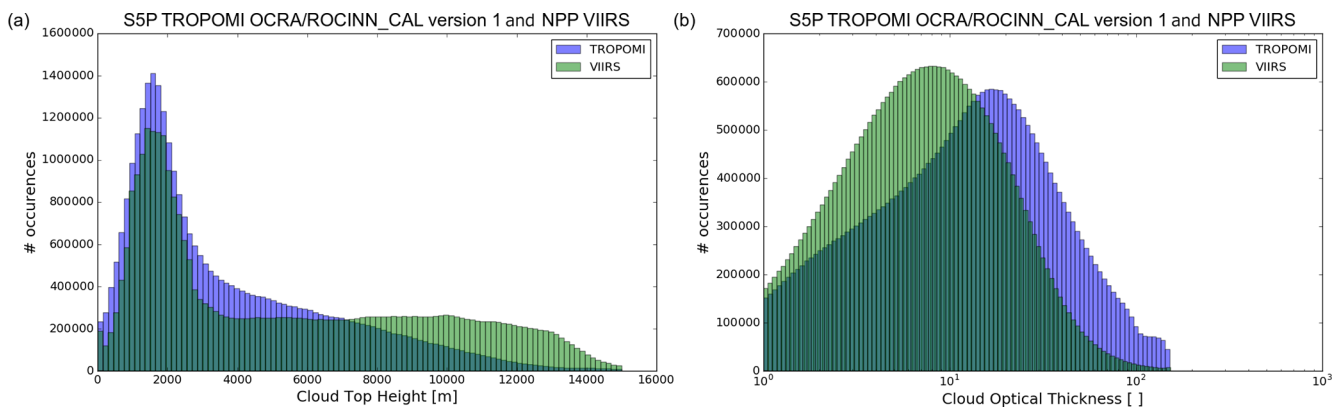 (a)
S5P TROPOMI OCRA/ROCINN_CAL version 1 and NPP VIIRS
1600000
1400000
1200000
1000000
800000
600000
400000
200000
0
# occurences
TROPOMI
VIIRS
0 2000 4000 6000 8000 10000 12000 14000 16000
Cloud Top Height [m]
(b)
S5P TROPOMI OCRA/ROCINN_CAL version 1 and NPP VIIRS
700000
600000
500000
400000
300000
200000
100000
0
# occurences
TROPOMI
VIIRS
10⁰ 10¹ 10² 10³
Cloud Optical Thickness [ ]